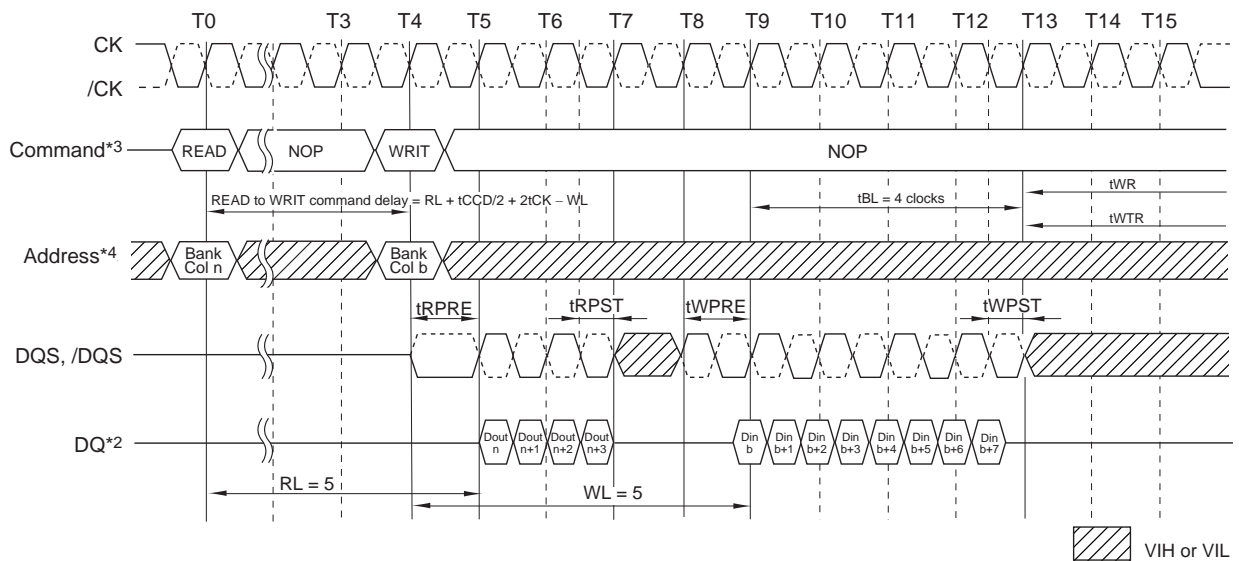 T0 T3 T4 T5 T6 T7 T8 T9 T10 T11 T12 T13 T14 T15
CK
/CK
Command*3 READ NOP WRIT NOP
READ to WRIT command delay = RL + tCCD/2 + 2tCK – WL
tBL = 4 clocks
tWR
tWTR
Address*4 Bank Col n Bank Col b
tRPRE tRPST tWPRE tWPST
DQS, /DQS
DQ*2 Dout n Dout n+1 Dout n+2 Dout n+3 Din b Din b+1 Din b+2 Din b+3 Din b+4 Din b+5 Din b+6 Din b+7
RL = 5
WL = 5
VIH or VIL